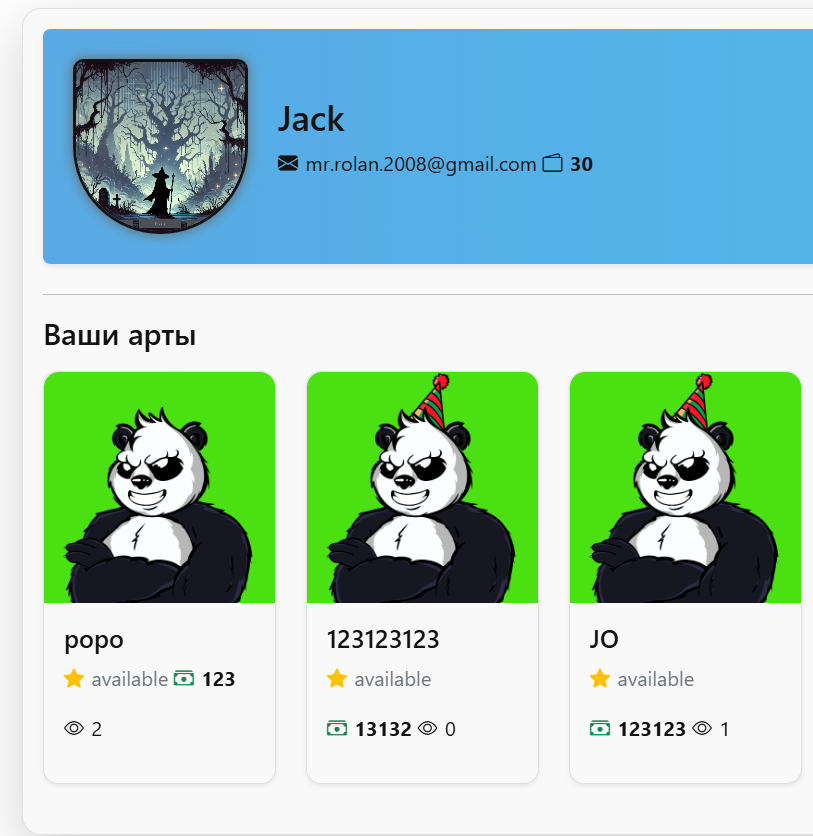 Jack
mr.rolan.2008@gmail.com 30
Ваши арты
popo
available 123
2
123123123
available
13132 0
JO
available
123123 1